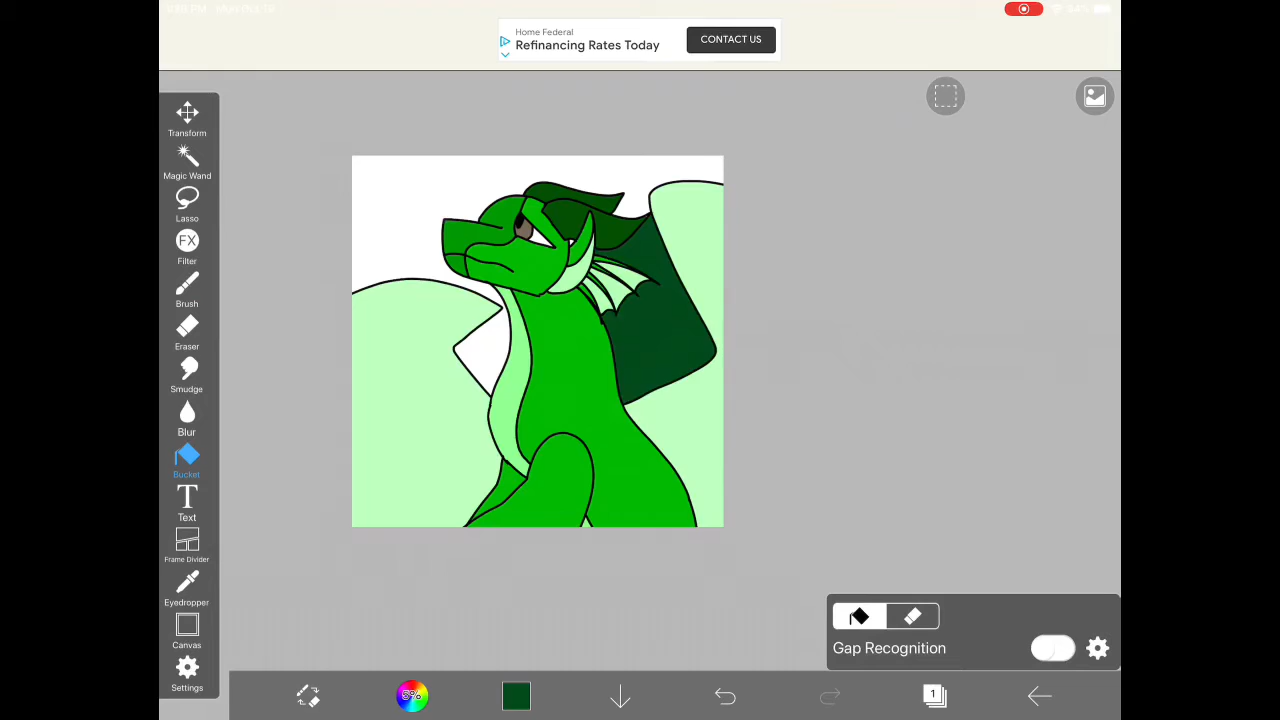 Home Federal
Refinancing Rates Today
CONTACT US
Transform
Magic Wand
Lasso
FX
Filter
Brush
Eraser
Smudge
Blur
Bucket
T
Text
Frame Divider
Eyedropper
Canvas
Settings
Gap Recognition
1